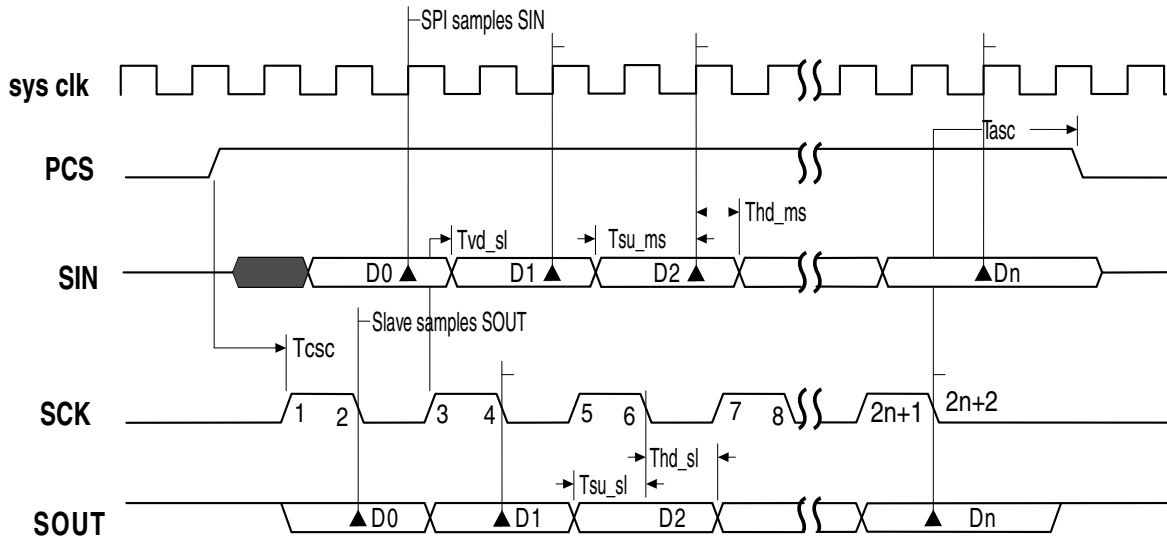 SPI samples SIN
sys clk
Tasc
PCS
Thd_ms
Tvd_sl
Tsu_ms
SIN
D0
D1
D2
Dn
Slave samples SOUT
Tcsc
SCK
1
2
3
4
5
6
7
8
2n+1
2n+2
Thd_sl
Tsu_sl
SOUT
D0
D1
D2
Dn